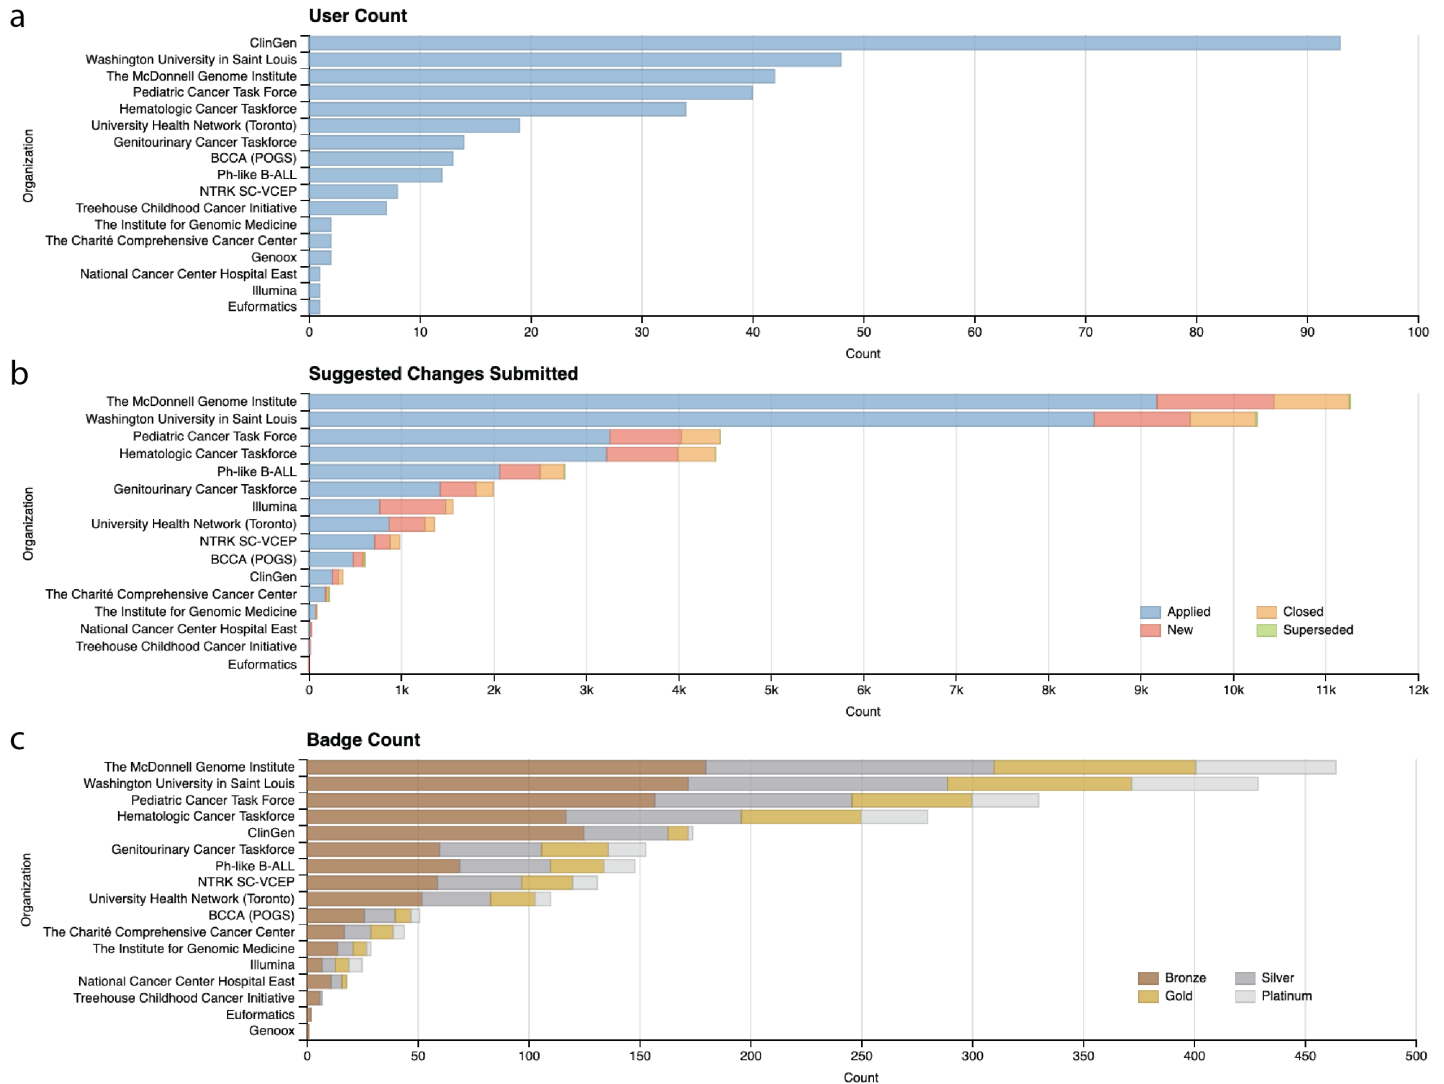 a
User Count
Organization
ClinGen
Washington University in Saint Louis
The McDonnell Genome Institute
Pediatric Cancer Task Force
Hematologic Cancer Taskforce
University Health Network (Toronto)
Genitourinary Cancer Taskforce
BCCA (POGS)
Ph-like B-ALL
NTRK SC-VCEP
Treehouse Childhood Cancer Initiative
The Institute for Genomic Medicine
The Charité Comprehensive Cancer Center
Genoox
National Cancer Center Hospital East
Illumina
Euformatics
0 10 20 30 40 50 60 70 80 90 100
Count
b
Suggested Changes Submitted
Organization
The McDonnell Genome Institute
Washington University in Saint Louis
Pediatric Cancer Task Force
Hematologic Cancer Taskforce
Ph-like B-ALL
Genitourinary Cancer Taskforce
Illumina
University Health Network (Toronto)
NTRK SC-VCEP
BCCA (POGS)
ClinGen
The Charité Comprehensive Cancer Center
The Institute for Genomic Medicine
National Cancer Center Hospital East
Treehouse Childhood Cancer Initiative
Euformatics
Applied Closed
New Superseded
0 1k 2k 3k 4k 5k 6k 7k 8k 9k 10k 11k 12k
Count
c
Badge Count
Organization
The McDonnell Genome Institute
Washington University in Saint Louis
Pediatric Cancer Task Force
Hematologic Cancer Taskforce
ClinGen
Genitourinary Cancer Taskforce
Ph-like B-ALL
NTRK SC-VCEP
University Health Network (Toronto)
BCCA (POGS)
The Charité Comprehensive Cancer Center
The Institute for Genomic Medicine
Illumina
National Cancer Center Hospital East
Treehouse Childhood Cancer Initiative
Euformatics
Genoox
Bronze Silver
Gold Platinum
0 50 100 150 200 250 300 350 400 450 500
Count